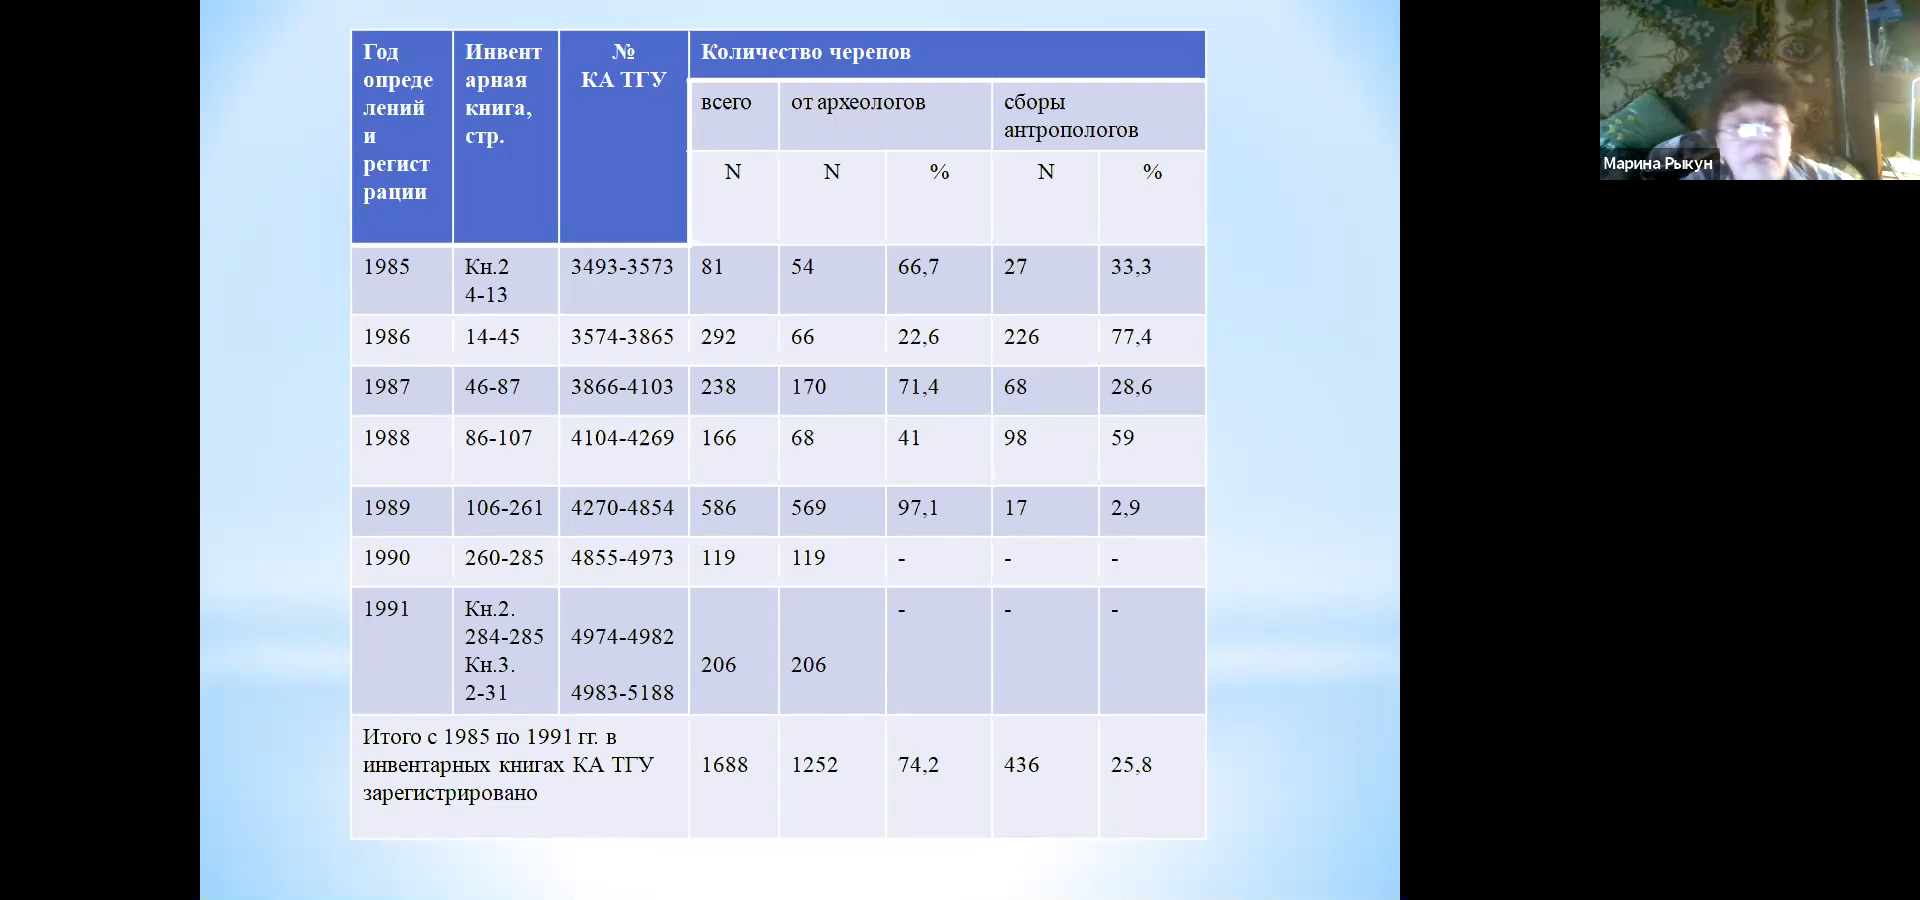 Год
опреде
лений
и
регист
рации
Инвент
арная
книга,
стр.
№
КА ТГУ
Количество черепов
всего
от археологов
сборы
антропологов
N
N
%
N
%
1985
Кн.2
4-13
3493-3573
81
54
66,7
27
33,3
1986
14-45
3574-3865
292
66
22,6
226
77,4
1987
46-87
3866-4103
238
170
71,4
68
28,6
1988
86-107
4104-4269
166
68
41
98
59
1989
106-261
4270-4854
586
569
97,1
17
2,9
1990
260-285
4855-4973
119
119
-
-
-
1991
Кн.2.
284-285
Кн.3.
2-31
4974-4982
4983-5188
206
206
-
-
-
Итого с 1985 по 1991 гг. в
инвентарных книгах КА ТГУ
зарегистрировано
1688
1252
74,2
436
25,8
Марина Рыкун